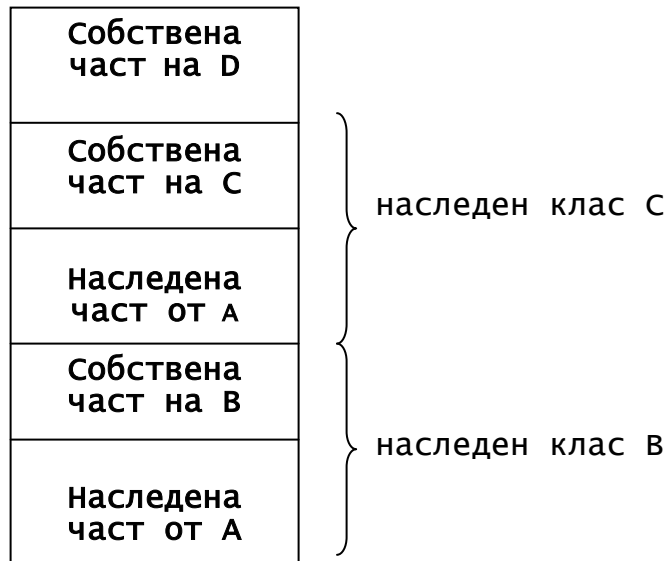 Собствена
част на D
Собствена
част на C
наследен клас C
Наследена
част от A
Собствена
част на B
наследен клас B
Наследена
част от A